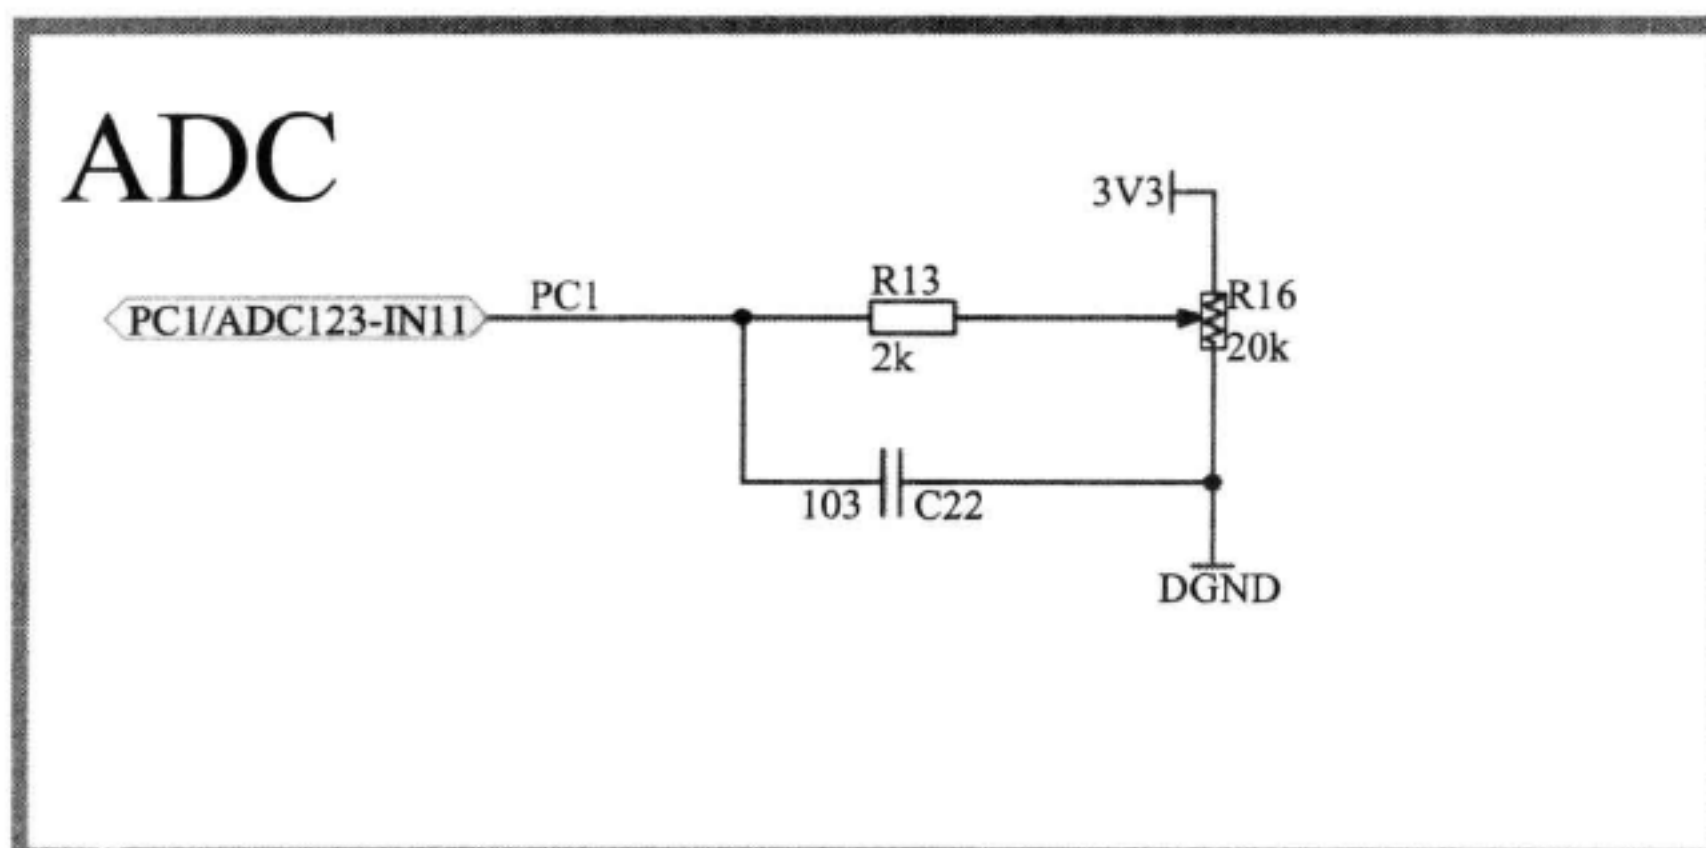 ADC
3V3
PC1/ADC123-IN11
PC1
R13
2k
R16
20k
103
C22
DGND